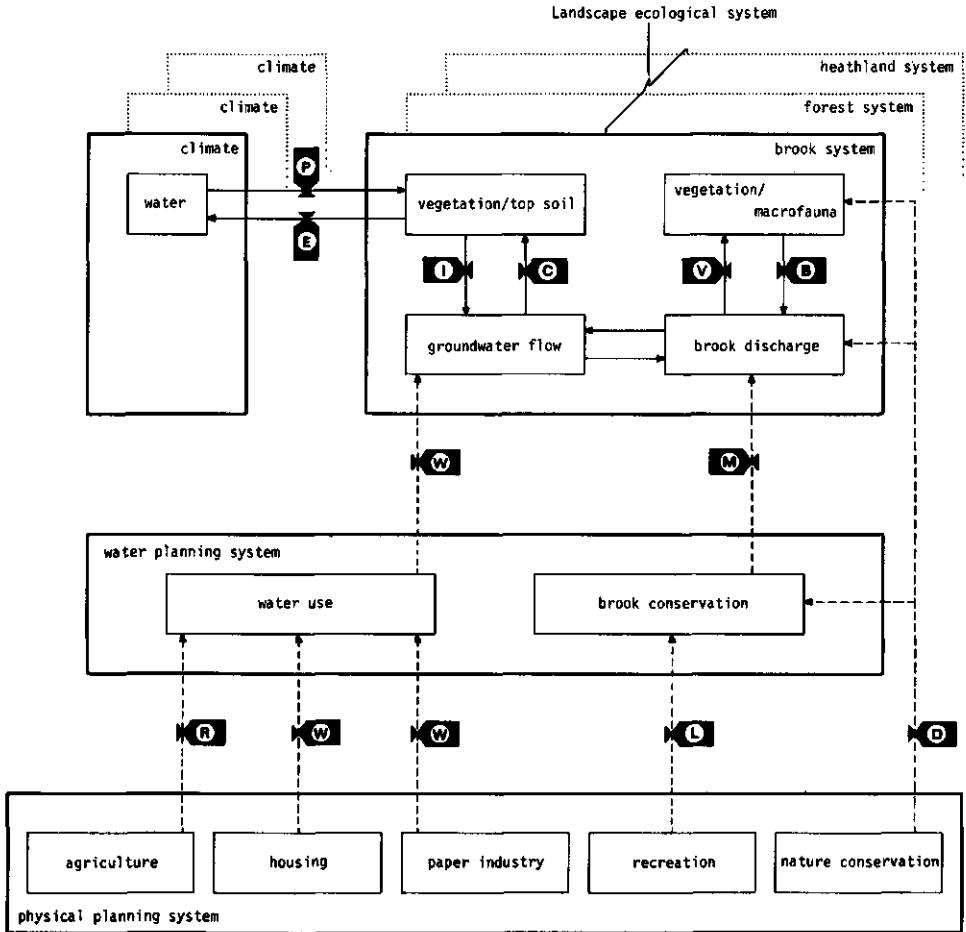 Landscape ecological system
climate
heathland system
climate
forest system
climate
brook system
P
water
vegetation/top soil
vegetation/
macrofauna
E
I
C
V
B
groundwater flow
brook discharge
W
M
water planning system
water use
brook conservation
R
W
W
L
D
agriculture
housing
paper industry
recreation
nature conservation
physical planning system